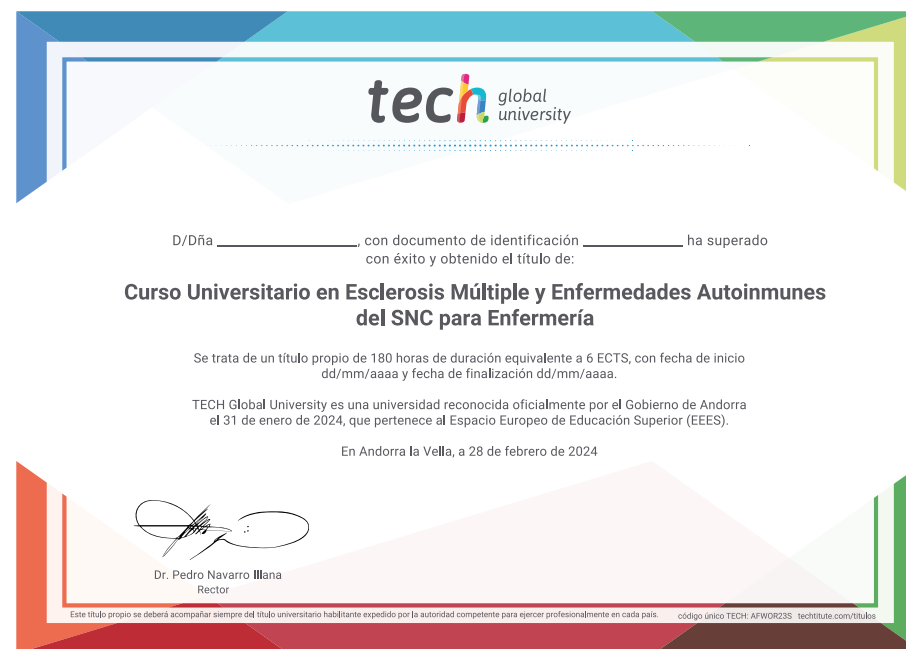 tech global university
D/Dña ____________________, con documento de identificación ______________ ha superado
con éxito y obtenido el título de:
Curso Universitario en Esclerosis Múltiple y Enfermedades Autoinmunes
del SNC para Enfermería
Se trata de un título propio de 180 horas de duración equivalente a 6 ECTS, con fecha de inicio
dd/mm/aaaa y fecha de finalización dd/mm/aaaa.
TECH Global University es una universidad reconocida oficialmente por el Gobierno de Andorra
el 31 de enero de 2024, que pertenece al Espacio Europeo de Educación Superior (EEES).
En Andorra la Vella, a 28 de febrero de 2024
Dr. Pedro Navarro Illana
Rector
Este título propio se deberá acompañar siempre del título universitario habilitante expedido por la autoridad competente para ejercer profesionalmente en cada país. código único TECH: AFWOR23S techtitute.com/titulos